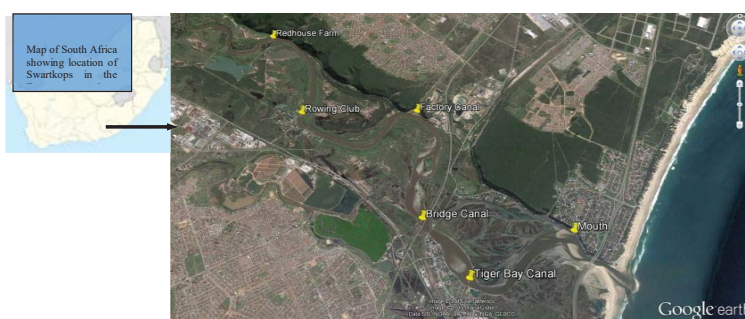 Map of South Africa
showing location of
Swartkops in the
Redhouse Farm
Rowing Club
Factory Canal
Bridge Canal
Mouth
Tiger Bay Canal
Google earth